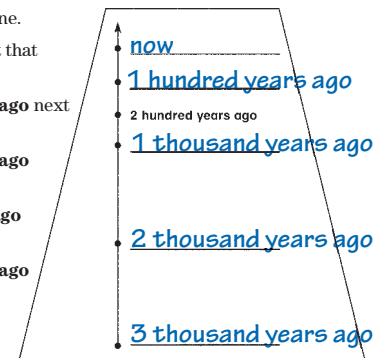 ne.
that
ago next
ago
go
ago
now
1 hundred years ago
2 hundred years ago
1 thousand years ago
2 thousand years ago
3 thousand years ago